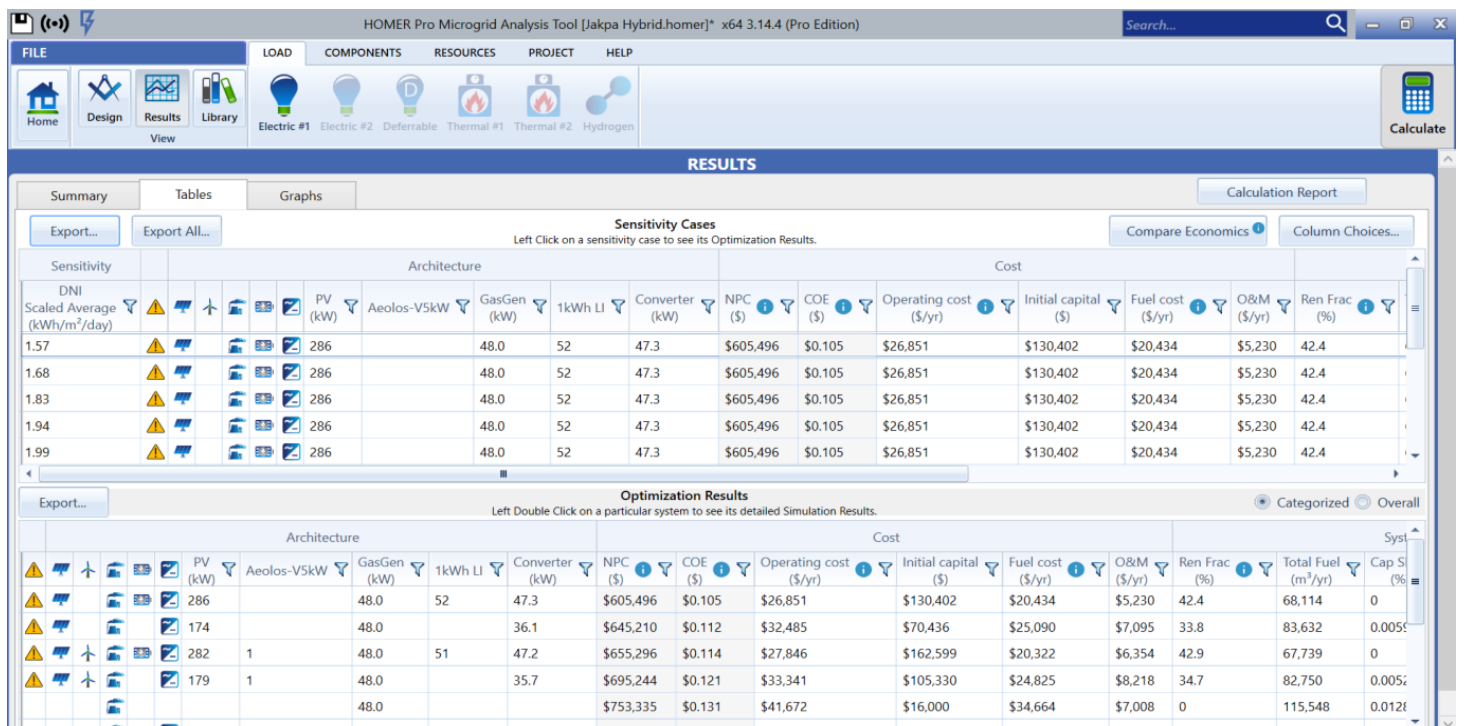 HOMER Pro Microgrid Analysis Tool [Jakpa Hybrid.homer]* x64 3.14.4 (Pro Edition) Search...
FILE LOAD COMPONENTS RESOURCES PROJECT HELP
Home Design Results Library Electric #1 Electric #2 Deferrable Thermal #1 Thermal #2 Hydrogen Calculate
View
RESULTS
Summary Tables Graphs Calculation Report
Export... Export All... Sensitivity Cases Compare Economics Column Choices...
Left Click on a sensitivity case to see its Optimization Results.
Sensitivity Architecture Cost
DNI Scaled Average (kWh/m²/day) PV (kW) Aeolos-V5kW GasGen (kW) 1kWh LI Converter (kW) NPC ($) COE ($) Operating cost ($/yr) Initial capital ($) Fuel cost ($/yr) O&M ($/yr) Ren Frac (%)
1.57 286 48.0 52 47.3 $605,496 $0.105 $26,851 $130,402 $20,434 $5,230 42.4
1.68 286 48.0 52 47.3 $605,496 $0.105 $26,851 $130,402 $20,434 $5,230 42.4
1.83 286 48.0 52 47.3 $605,496 $0.105 $26,851 $130,402 $20,434 $5,230 42.4
1.94 286 48.0 52 47.3 $605,496 $0.105 $26,851 $130,402 $20,434 $5,230 42.4
1.99 286 48.0 52 47.3 $605,496 $0.105 $26,851 $130,402 $20,434 $5,230 42.4
Export... Optimization Results Categorized Overall
Left Double Click on a particular system to see its detailed Simulation Results.
Architecture Cost Syst
PV (kW) Aeolos-V5kW GasGen (kW) 1kWh LI Converter (kW) NPC ($) COE ($) Operating cost ($/yr) Initial capital ($) Fuel cost ($/yr) O&M ($/yr) Ren Frac (%) Total Fuel (m³/yr) Cap (%
286 48.0 52 47.3 $605,496 $0.105 $26,851 $130,402 $20,434 $5,230 42.4 68,114 0
174 48.0 36.1 $645,210 $0.112 $32,485 $70,436 $25,090 $7,095 33.8 83,632 0.0059
282 1 48.0 51 47.2 $655,296 $0.114 $27,846 $162,599 $20,322 $6,354 42.9 67,739 0
179 1 48.0 35.7 $695,244 $0.121 $33,341 $105,330 $24,825 $8,218 34.7 82,750 0.0052
48.0 $753,335 $0.131 $41,672 $16,000 $34,664 $7,008 0 115,548 0.0128